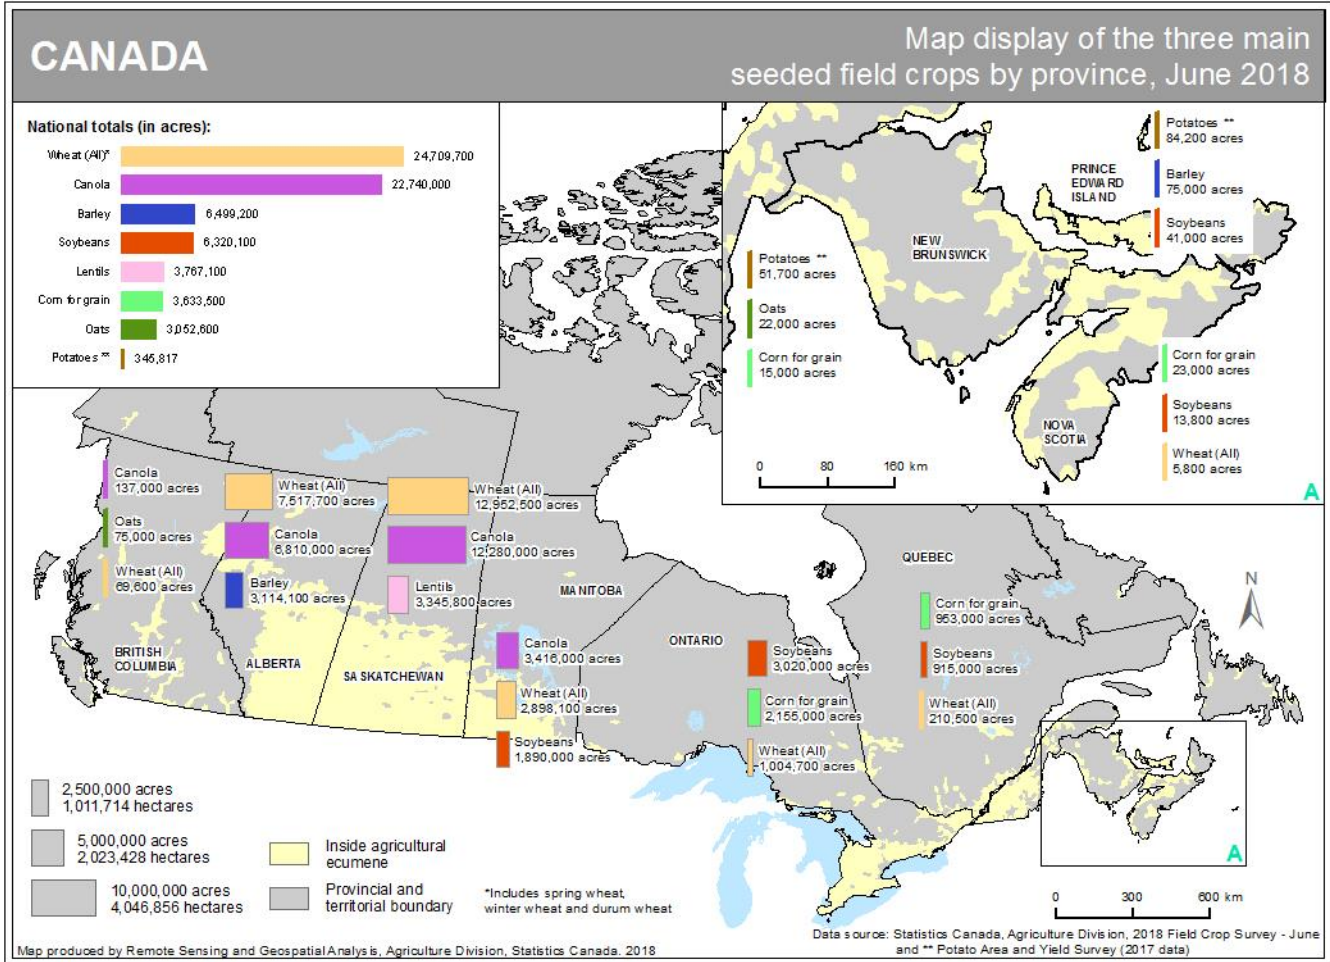 CANADA
Map display of the three main
seeded field crops by province, June 2018
National totals (in acres):
Wheat (All)* 24,709,700
Canola 22,740,000
Barley 6,499,200
Soybeans 6,320,100
Lentils 3,767,100
Corn for grain 3,633,500
Oats 3,052,600
Potatoes ** 345,817
Potatoes **
84,200 acres
Barley
75,000 acres
Soybeans
41,000 acres
PRINCE
EDWARD
ISLAND
NEW
BRUNSWICK
Potatoes **
51,700 acres
Oats
22,000 acres
Corn for grain
15,000 acres
Corn for grain
23,000 acres
Soybeans
13,800 acres
Wheat (All)
5,800 acres
NOVA
SCOTIA
0 80 160 km
A
Canola
137,000 acres
Oats
75,000 acres
Wheat (All)
69,600 acres
BRITISH
COLUMBIA
Wheat (All)
7,517,700 acres
Canola
6,810,000 acres
Barley
3,114,100 acres
ALBERTA
Wheat (All)
12,952,500 acres
Canola
12,280,000 acres
Lentils
3,345,800 acres
SASKATCHEWAN
MANITOBA
Canola
3,416,000 acres
Wheat (All)
2,898,100 acres
Soybeans
1,890,000 acres
ONTARIO
Soybeans
3,020,000 acres
Corn for grain
2,155,000 acres
Wheat (All)
1,004,700 acres
QUEBEC
Corn for grain
953,000 acres
Soybeans
915,000 acres
Wheat (All)
210,500 acres
N
A
2,500,000 acres
1,011,714 hectares
5,000,000 acres
2,023,428 hectares
10,000,000 acres
4,046,856 hectares
Inside agricultural
ecumene
Provincial and
territorial boundary
*Includes spring wheat,
winter wheat and durum wheat
0 300 600 km
Map produced by Remote Sensing and Geospatial Analysis, Agriculture Division, Statistics Canada. 2018
Data source: Statistics Canada, Agriculture Division, 2018 Field Crop Survey - June
and ** Potato Area and Yield Survey (2017 data)